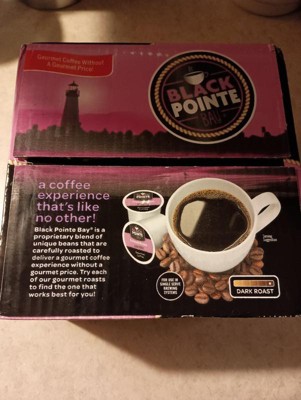 Gourmet Coffee Without
A Gourmet Price!
BLACK
POINTE
BAY
a coffee
experience
that's like
no other!
Black Pointe Bay® is a
proprietary blend of
unique beans that are
carefully roasted to
deliver a gourmet coffee
experience without a
gourmet price. Try each
of our gourmet roasts
to find the one that
works best for you!
Serving
Suggestion
FOR USE IN
SINGLE SERVE
BREWING
SYSTEMS
DARK ROAST